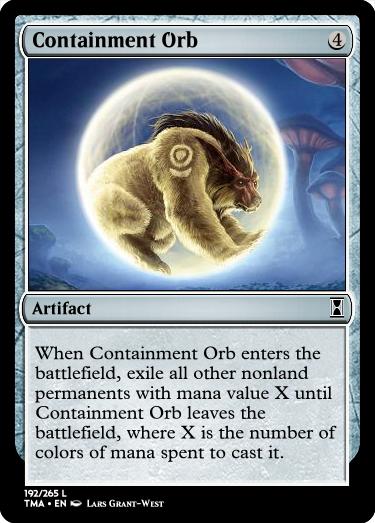 Containment Orb 4
Artifact
When Containment Orb enters the
battlefield, exile all other nonland
permanents with mana value X until
Containment Orb leaves the
battlefield, where X is the number of
colors of mana spent to cast it.
192/265 L
TMA • EN Lars Grant-West